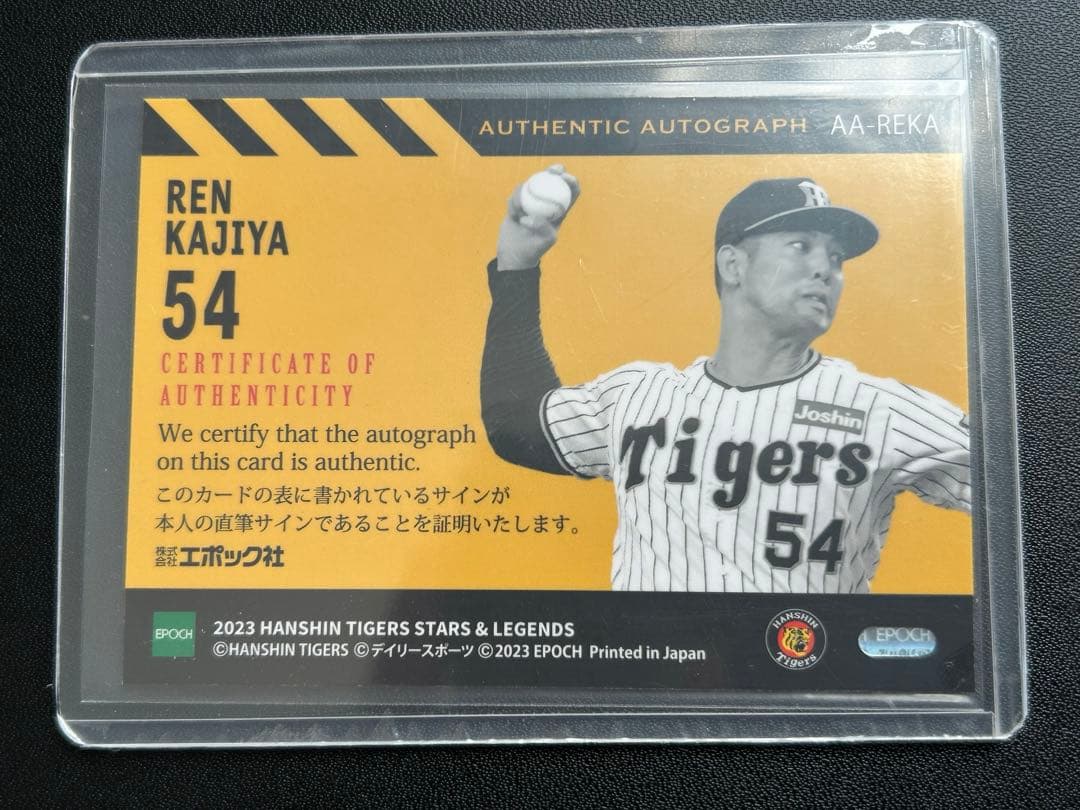 AUTHENTIC AUTOGRAPH AA-REKA
REN
KAJIYA
54
CERTIFICATE OF
AUTHENTICITY
We certify that the autograph
on this card is authentic.
このカードの表に書かれているサインが
本人の直筆サインであることを証明いたします。
株式会社エポック社
Joshin
Tigers
54
EPOCH
2023 HANSHIN TIGERS STARS & LEGENDS
©HANSHIN TIGERS ©デイリースポーツ ©2023 EPOCH Printed in Japan
HANSHIN
Tigers
EPOCH